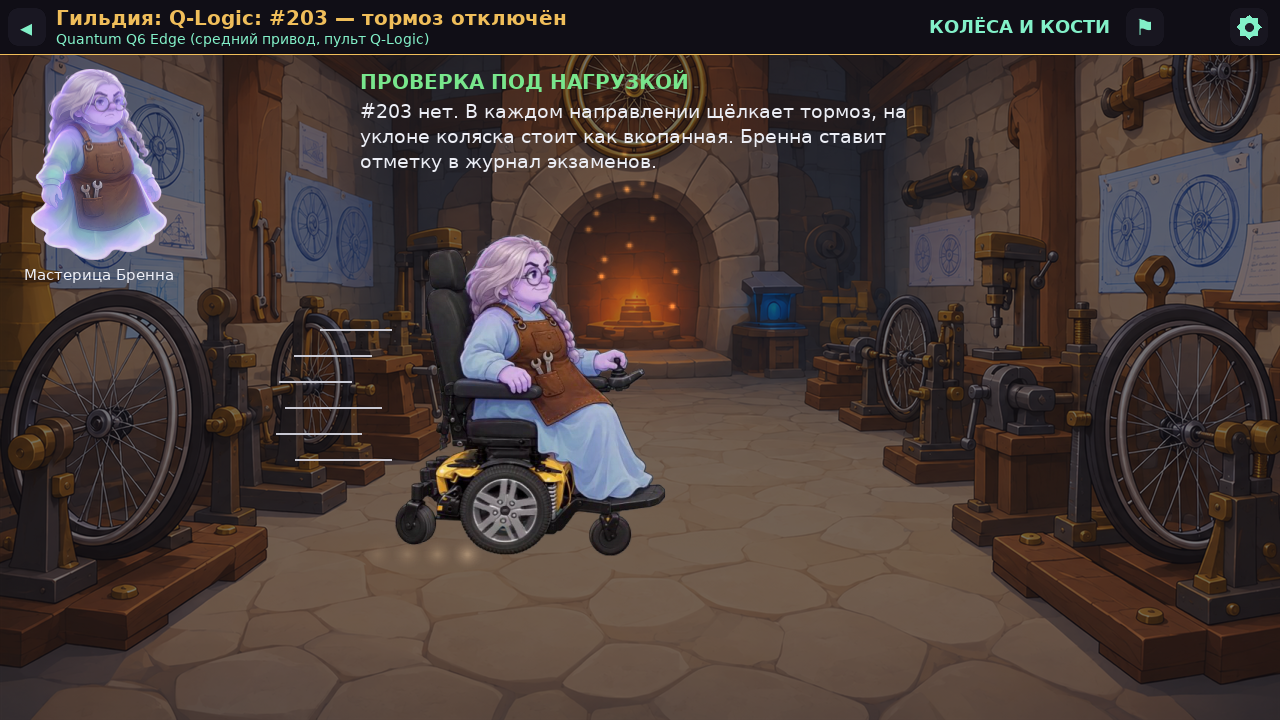 Гильдия: Q-Logic: #203 — тормоз отключён
Quantum Q6 Edge (средний привод, пульт Q-Logic)
КОЛЁСА И КОСТИ
ПРОВЕРКА ПОД НАГРУЗКОЙ
#203 нет. В каждом направлении щёлкает тормоз, на
уклоне коляска стоит как вкопанная. Бренна ставит
отметку в журнал экзаменов.
Мастерица Бренна